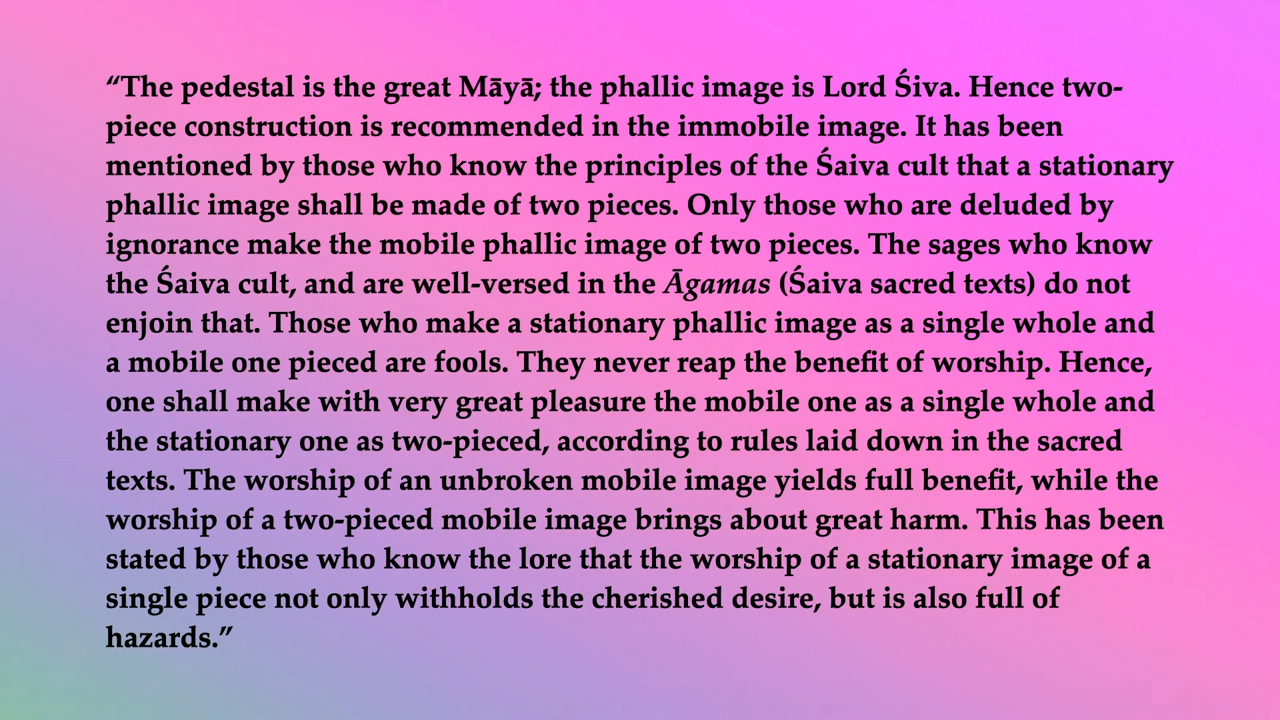 “The pedestal is the great Māyā; the phallic image is Lord Śiva. Hence two-
piece construction is recommended in the immobile image. It has been
mentioned by those who know the principles of the Śaiva cult that a stationary
phallic image shall be made of two pieces. Only those who are deluded by
ignorance make the mobile phallic image of two pieces. The sages who know
the Śaiva cult, and are well-versed in the Āgamas (Śaiva sacred texts) do not
enjoin that. Those who make a stationary phallic image as a single whole and
a mobile one pieced are fools. They never reap the benefit of worship. Hence,
one shall make with very great pleasure the mobile one as a single whole and
the stationary one as two-pieced, according to rules laid down in the sacred
texts. The worship of an unbroken mobile image yields full benefit, while the
worship of a two-pieced mobile image brings about great harm. This has been
stated by those who know the lore that the worship of a stationary image of a
single piece not only withholds the cherished desire, but is also full of
hazards.”